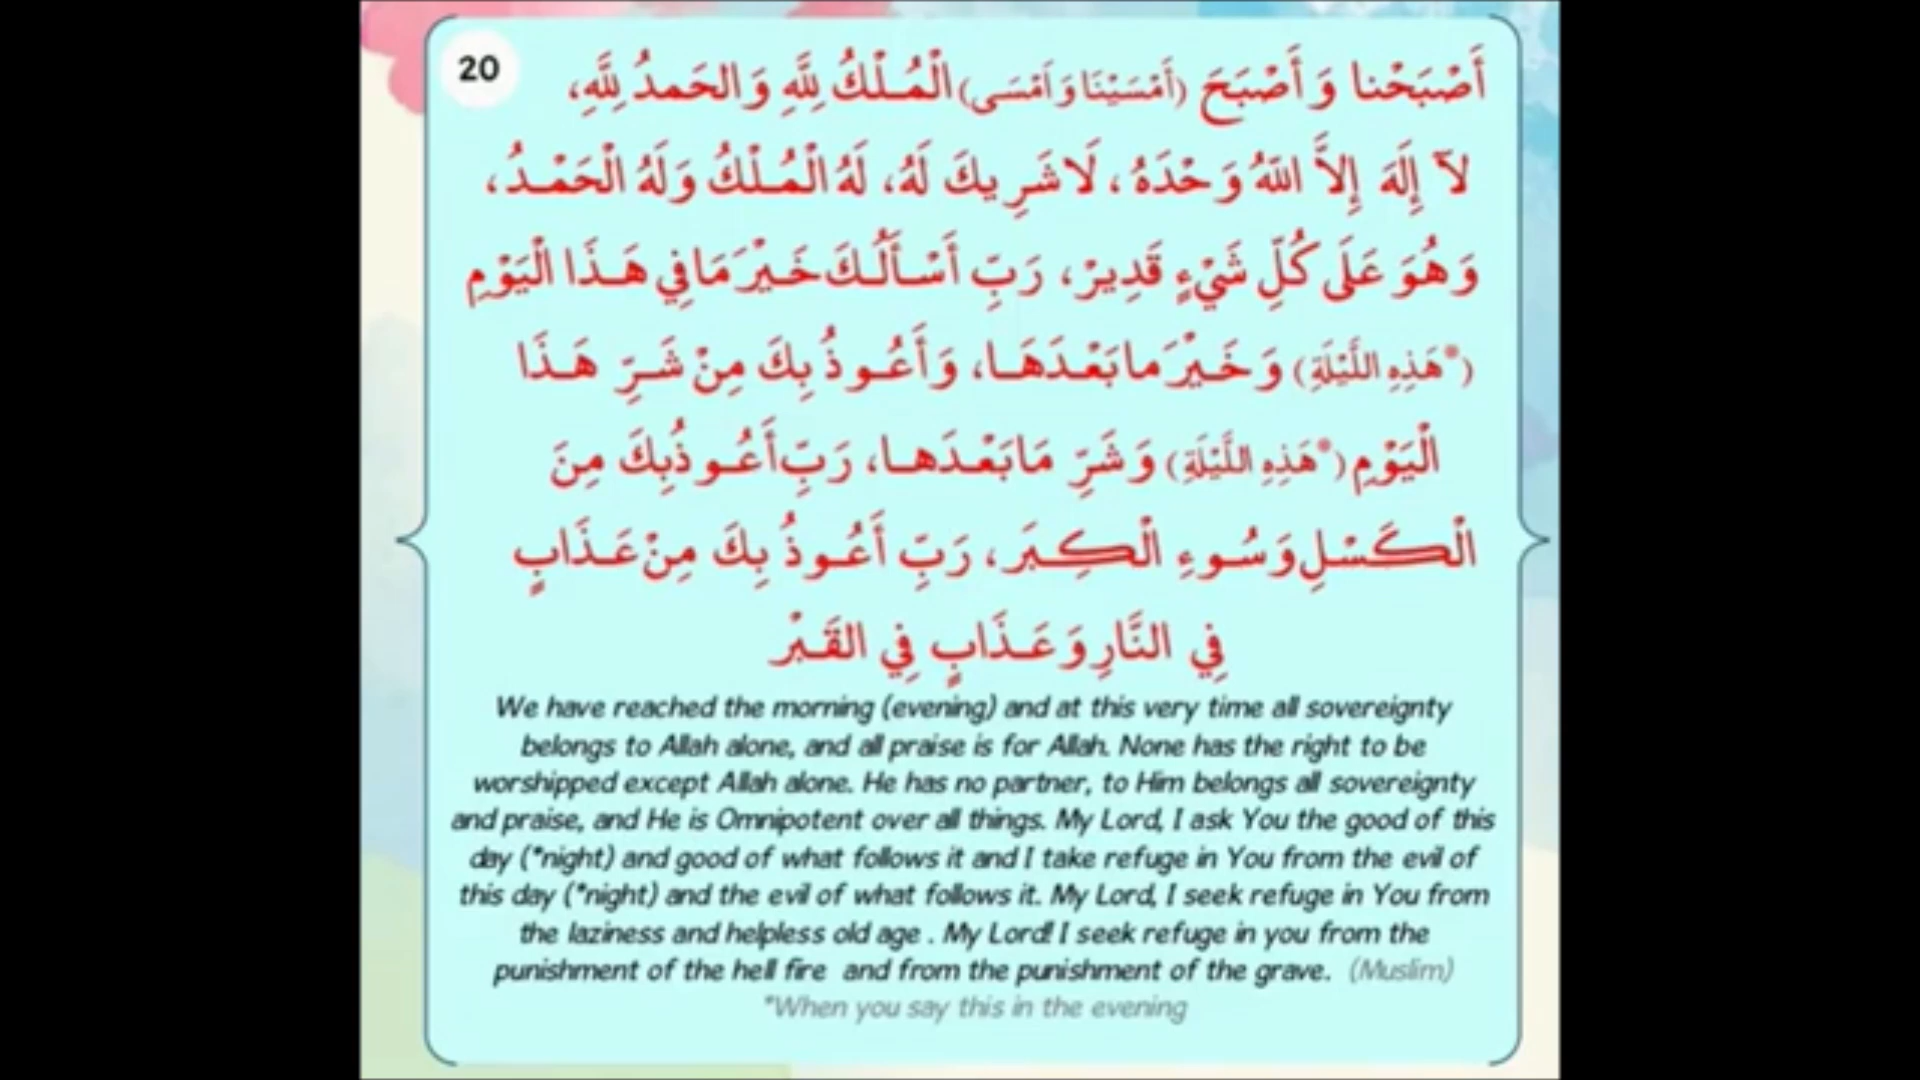 20
أَصْبَحْنا وَ أَصْبَحَ (أَمْسَيْنَا وَ اَمْسَى) الْمُلْكُ لِلَّهِ وَالحَمدُ لِلَّهِ،
لآ إِلَهَ إِلاَّ اللهُ وَحْدَهُ، لَا شَرِيكَ لَهُ، لَهُ الْمُلْكُ وَلَهُ الْحَمْدُ،
وَهُوَ عَلَى كُلِّ شَيْءٍ قَدِيرْ، رَبِّ أَسْأَلُكَ خَيْرَ مَا فِي هَذَا الْيَوْمِ
(*هَذِهِ اللَّيْلَةِ) وَخَيْرَ ما بَعْدَهَا، وَأَعُوذُ بِكَ مِنْ شَرِّ هَذَا
الْيَوْمِ (*هَذِهِ اللَّيْلَةِ) وَشَرِّ مَا بَعْدَها، رَبِّ أَعُوذُ بِكَ مِنَ
الْكَسْلِ وَسُوءِ الْكِبَر، رَبِّ أَعُوذُ بِكَ مِنْ عَذَابٍ
فِي النَّارِ وَعَذَابٍ فِي القَبْر
We have reached the morning (evening) and at this very time all sovereignty
belongs to Allah alone, and all praise is for Allah. None has the right to be
worshipped except Allah alone. He has no partner, to Him belongs all sovereignty
and praise, and He is Omnipotent over all things. My Lord, I ask You the good of this
day (*night) and good of what follows it and I take refuge in You from the evil of
this day (*night) and the evil of what follows it. My Lord, I seek refuge in You from
the laziness and helpless old age . My Lord! I seek refuge in you from the
punishment of the hell fire and from the punishment of the grave. (Muslim)
*When you say this in the evening